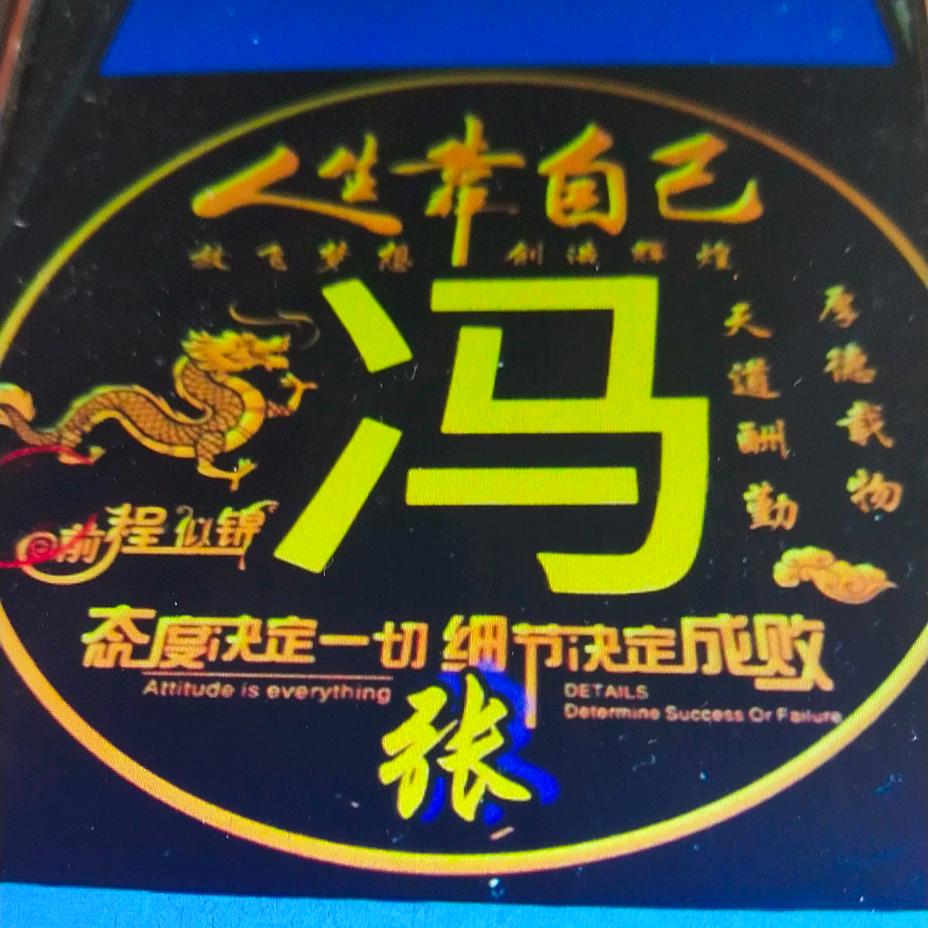 人生靠自己
放飞梦想 创造辉煌
冯
天道酬勤
厚德载物
前程似锦
态度决定一切 细节决定成败
Attitude is everything
DETAILS
Determine Success Or Failure
张